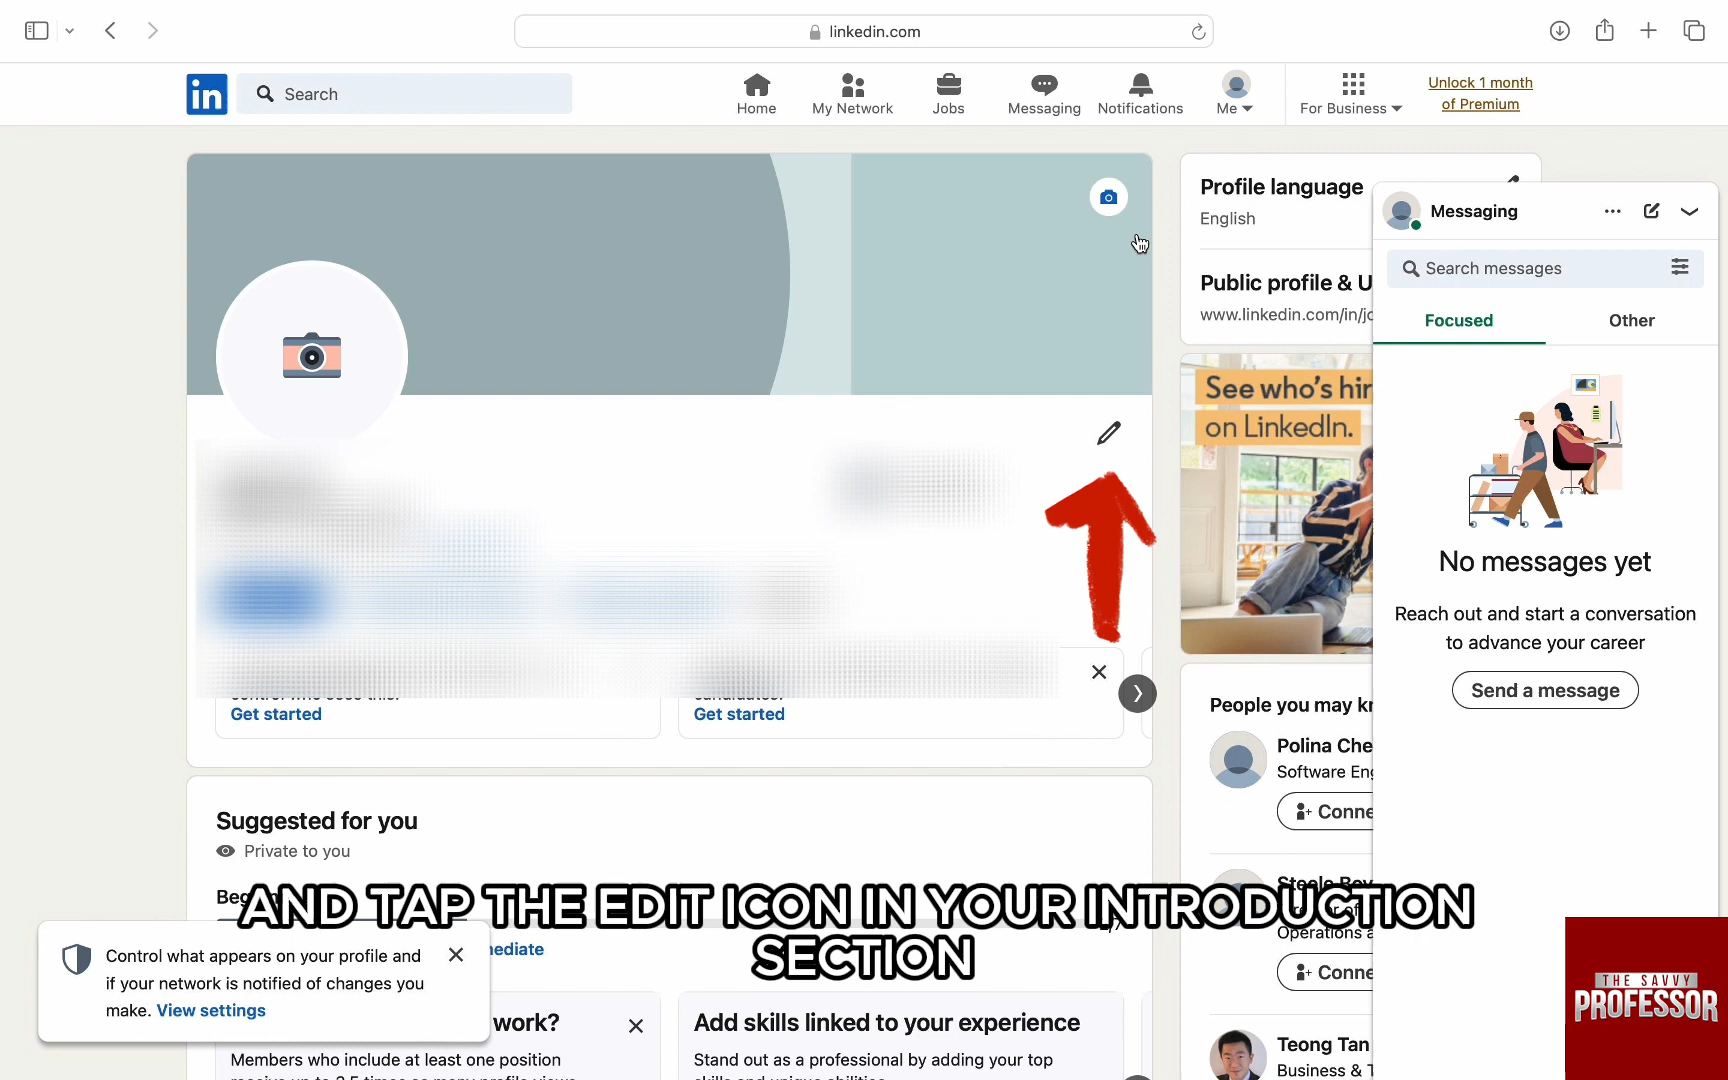 linkedin.com
in
Search
Home
My Network
Jobs
Messaging
Notifications
Me
For Business
Unlock 1 month
of Premium
Profile language
English
Public profile & U
www.linkedin.com/in/jo
See who's hir
on LinkedIn.
Messaging
Search messages
Focused
Other
No messages yet
Reach out and start a conversation
to advance your career
Send a message
Get started
Get started
People you may kn
Polina Che
Software Eng
Conne
Suggested for you
Private to you
AND TAP THE EDIT ICON IN YOUR INTRODUCTION
SECTION
Operations a
Conne
Control what appears on your profile and
if your network is notified of changes you
make. View settings
mediate
work?
Members who include at least one position
Add skills linked to your experience
Stand out as a professional by adding your top
Teong Tan
Business & T
THE SAVVY
PROFESSOR